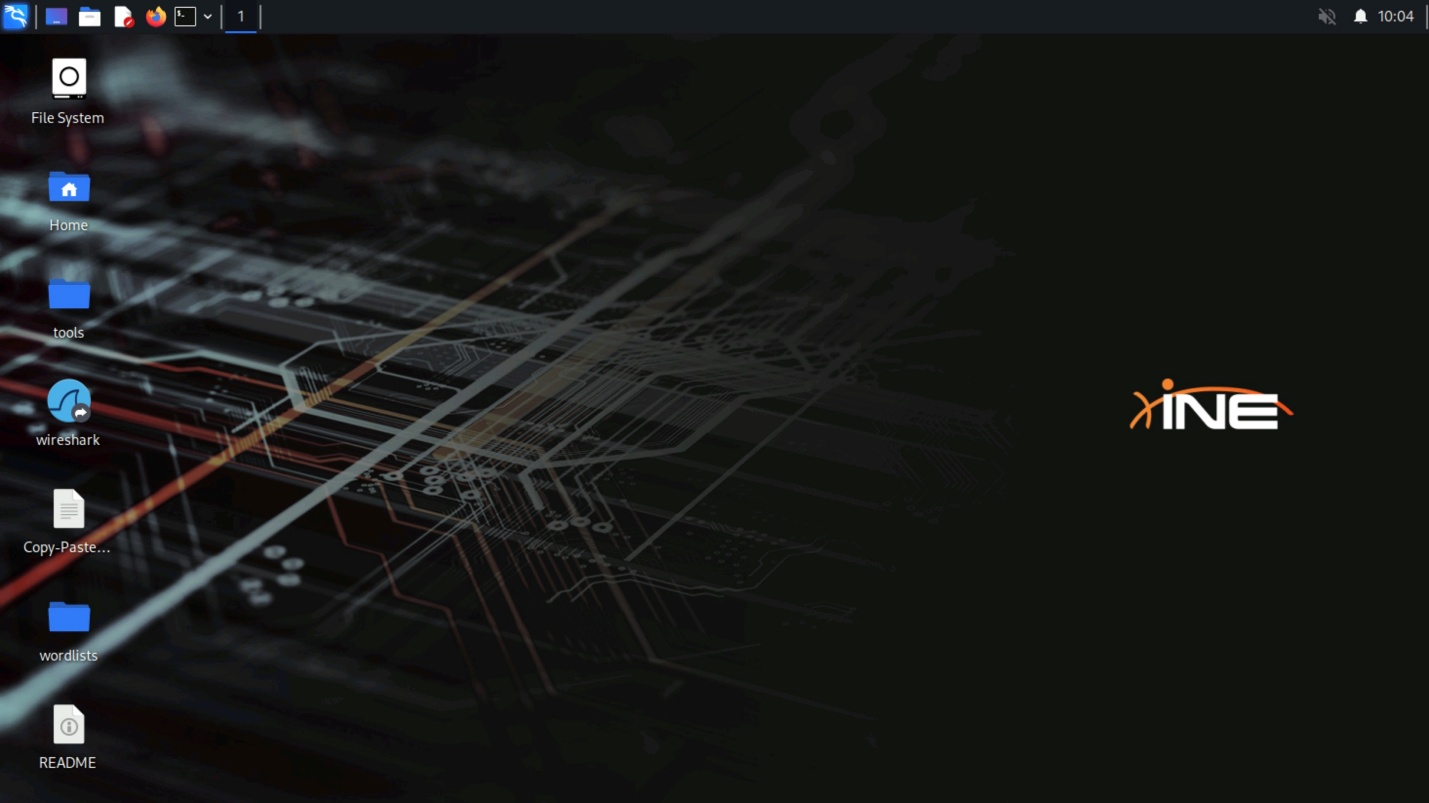 1
10:04
File System
Home
tools
wireshark
Copy-Paste...
wordlists
README
INE